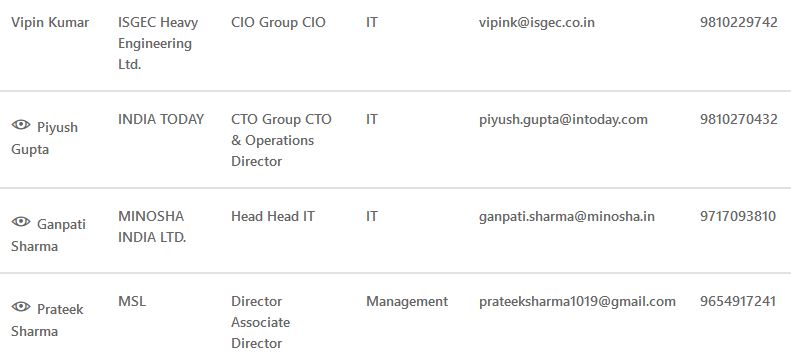 Vipin Kumar ISGEC Heavy CIO Group CIO IT vipink@isgec.co.in 9810229742
Engineering
Ltd.
Piyush INDIA TODAY CTO Group CTO IT piyush.gupta@intoday.com 9810270432
Gupta & Operations
Director
Ganpati MINOSHA Head Head IT IT ganpati.sharma@minosha.in 9717093810
Sharma INDIA LTD.
Prateek MSL Director Management prateeksharma1019@gmail.com 9654917241
Sharma Associate
Director